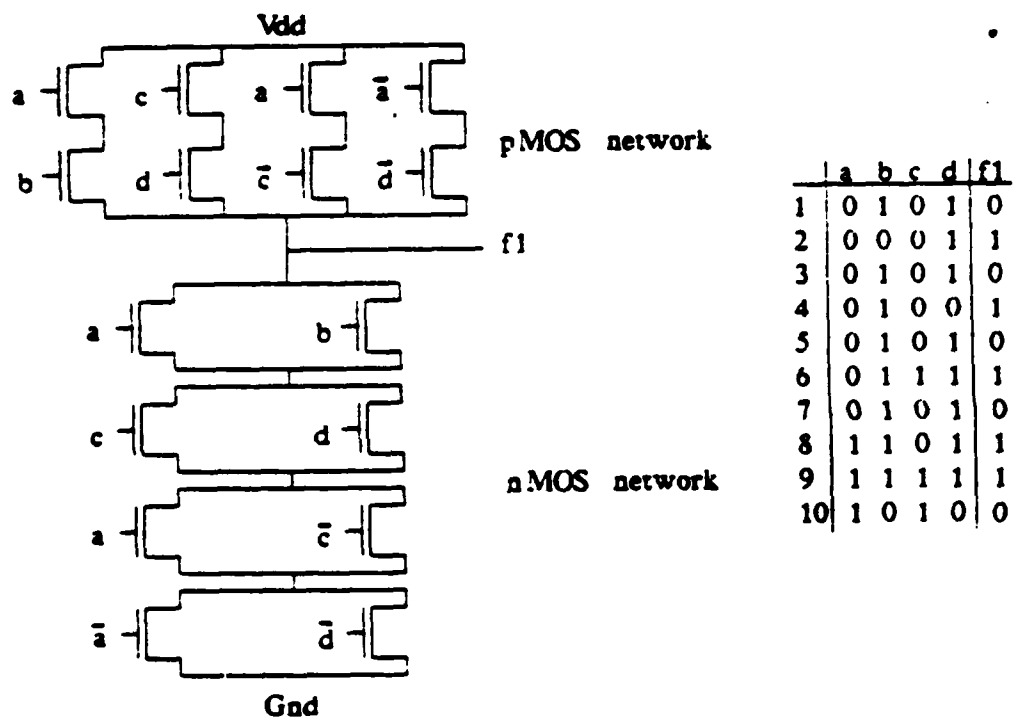 Vdd
a c a ā
b d c̄ d̄
pMOS network
f1
a b
c d
nMOS network
a c̄
ā d̄
Gnd
a b c d f1
1 0 1 0 1 0
2 0 0 0 1 1
3 0 1 0 1 0
4 0 1 0 0 1
5 0 1 0 1 0
6 0 1 1 1 1
7 0 1 0 1 0
8 1 1 0 1 1
9 1 1 1 1 1
10 1 0 1 0 0